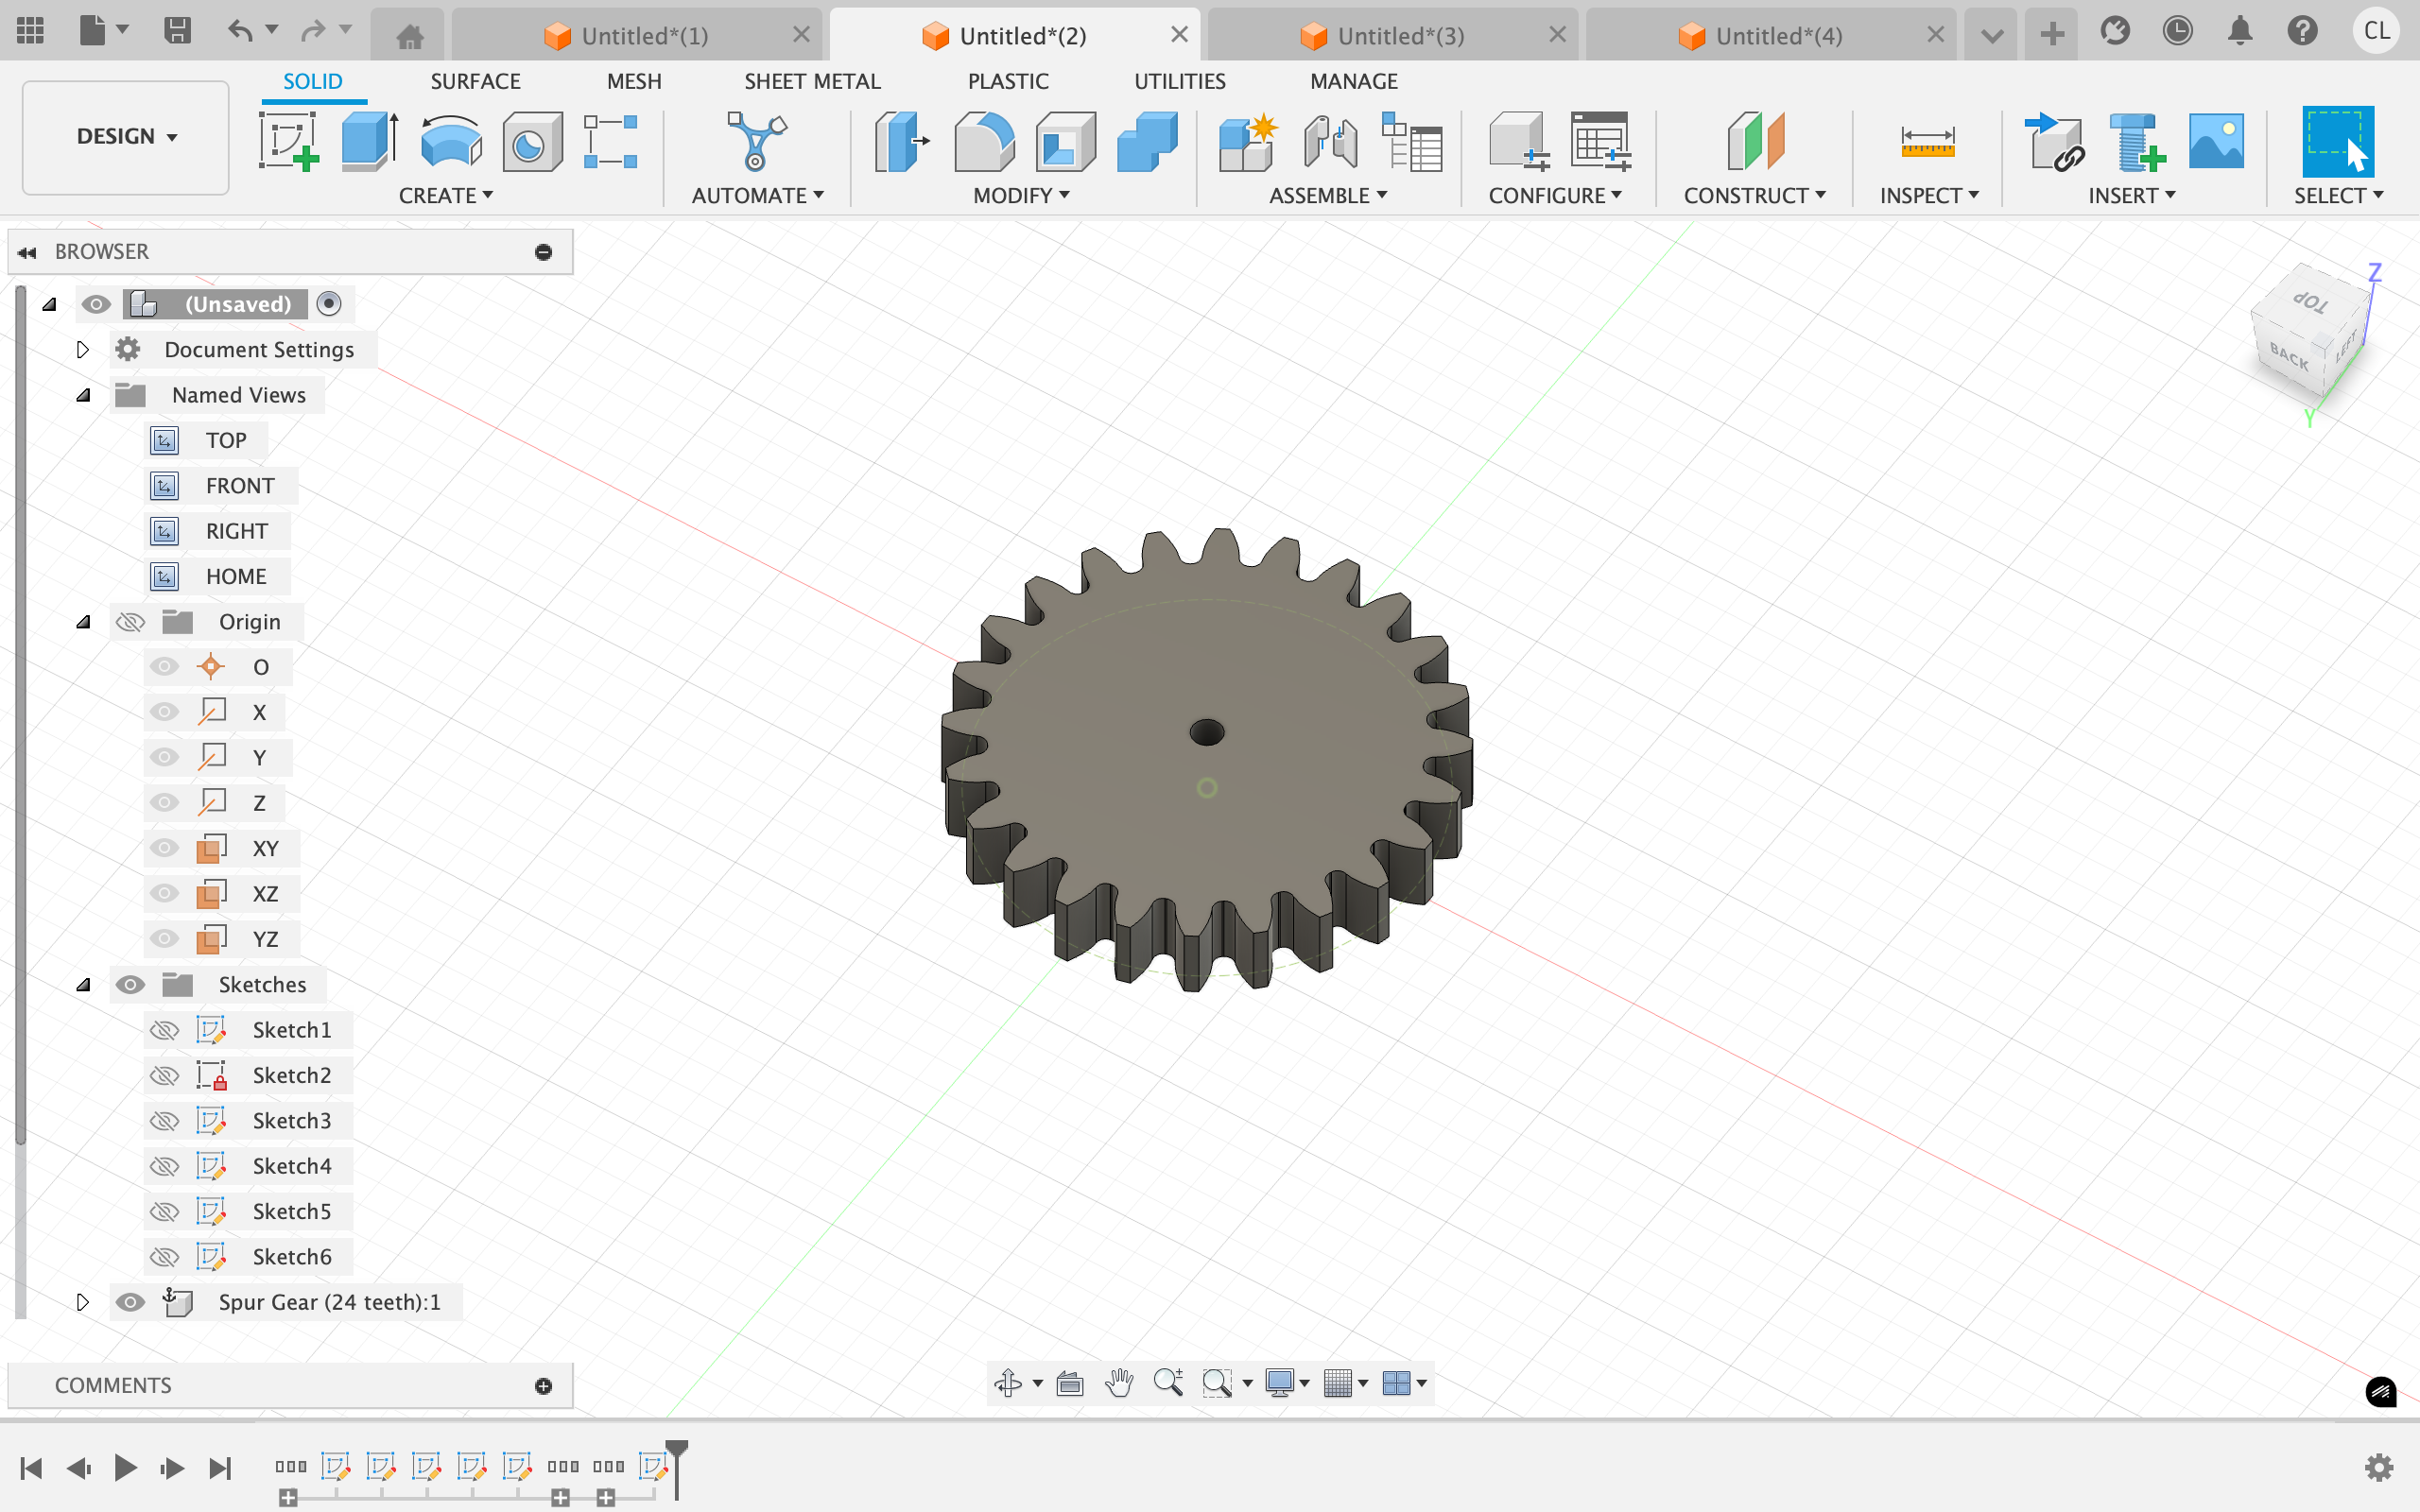 Untitled*(1)
Untitled*(2)
Untitled*(3)
Untitled*(4)
CL
DESIGN
SOLID
SURFACE
MESH
SHEET METAL
PLASTIC
UTILITIES
MANAGE
CREATE
AUTOMATE
MODIFY
ASSEMBLE
CONFIGURE
CONSTRUCT
INSPECT
INSERT
SELECT
BROWSER
(Unsaved)
Document Settings
Named Views
TOP
FRONT
RIGHT
HOME
Origin
O
X
Y
Z
XY
XZ
YZ
Sketches
Sketch1
Sketch2
Sketch3
Sketch4
Sketch5
Sketch6
Spur Gear (24 teeth):1
Z
TOP
BACK
LEFT
Y
COMMENTS